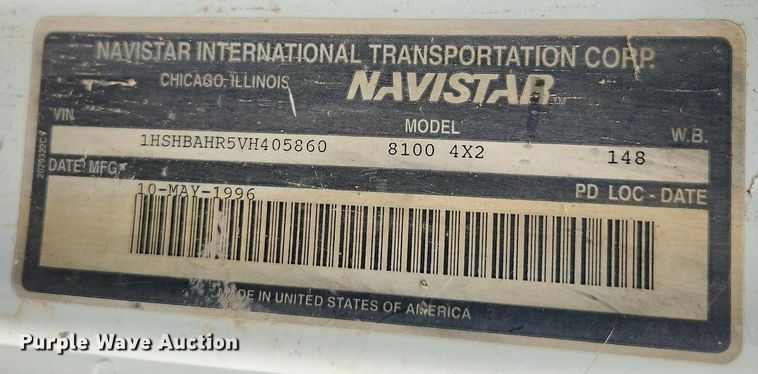 NAVISTAR INTERNATIONAL TRANSPORTATION CORP.
CHICAGO, ILLINOIS NAVISTAR TM
VIN MODEL W.B.
1HSHBAHR5VH405860 8100 4X2 148
DATE MFG PD LOC - DATE
10-MAY-1996
MADE IN UNITED STATES OF AMERICA
Purple Wave Auction